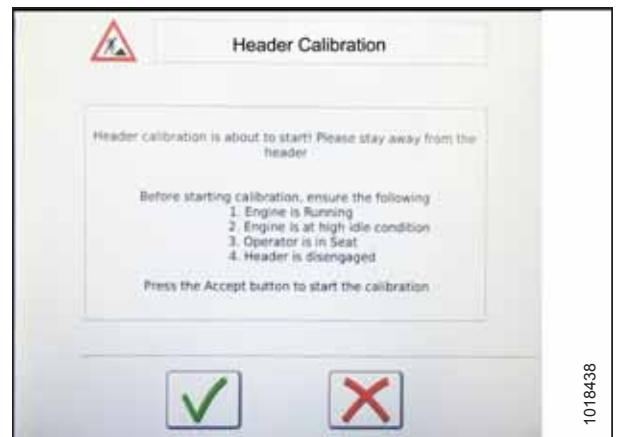 Header Calibration
Header calibration is about to start! Please stay away from the
header
Before starting calibration, ensure the following
1. Engine is Running
2. Engine is at high idle condition
3. Operator is in Seat
4. Header is disengaged
Press the Accept button to start the calibration
1018438